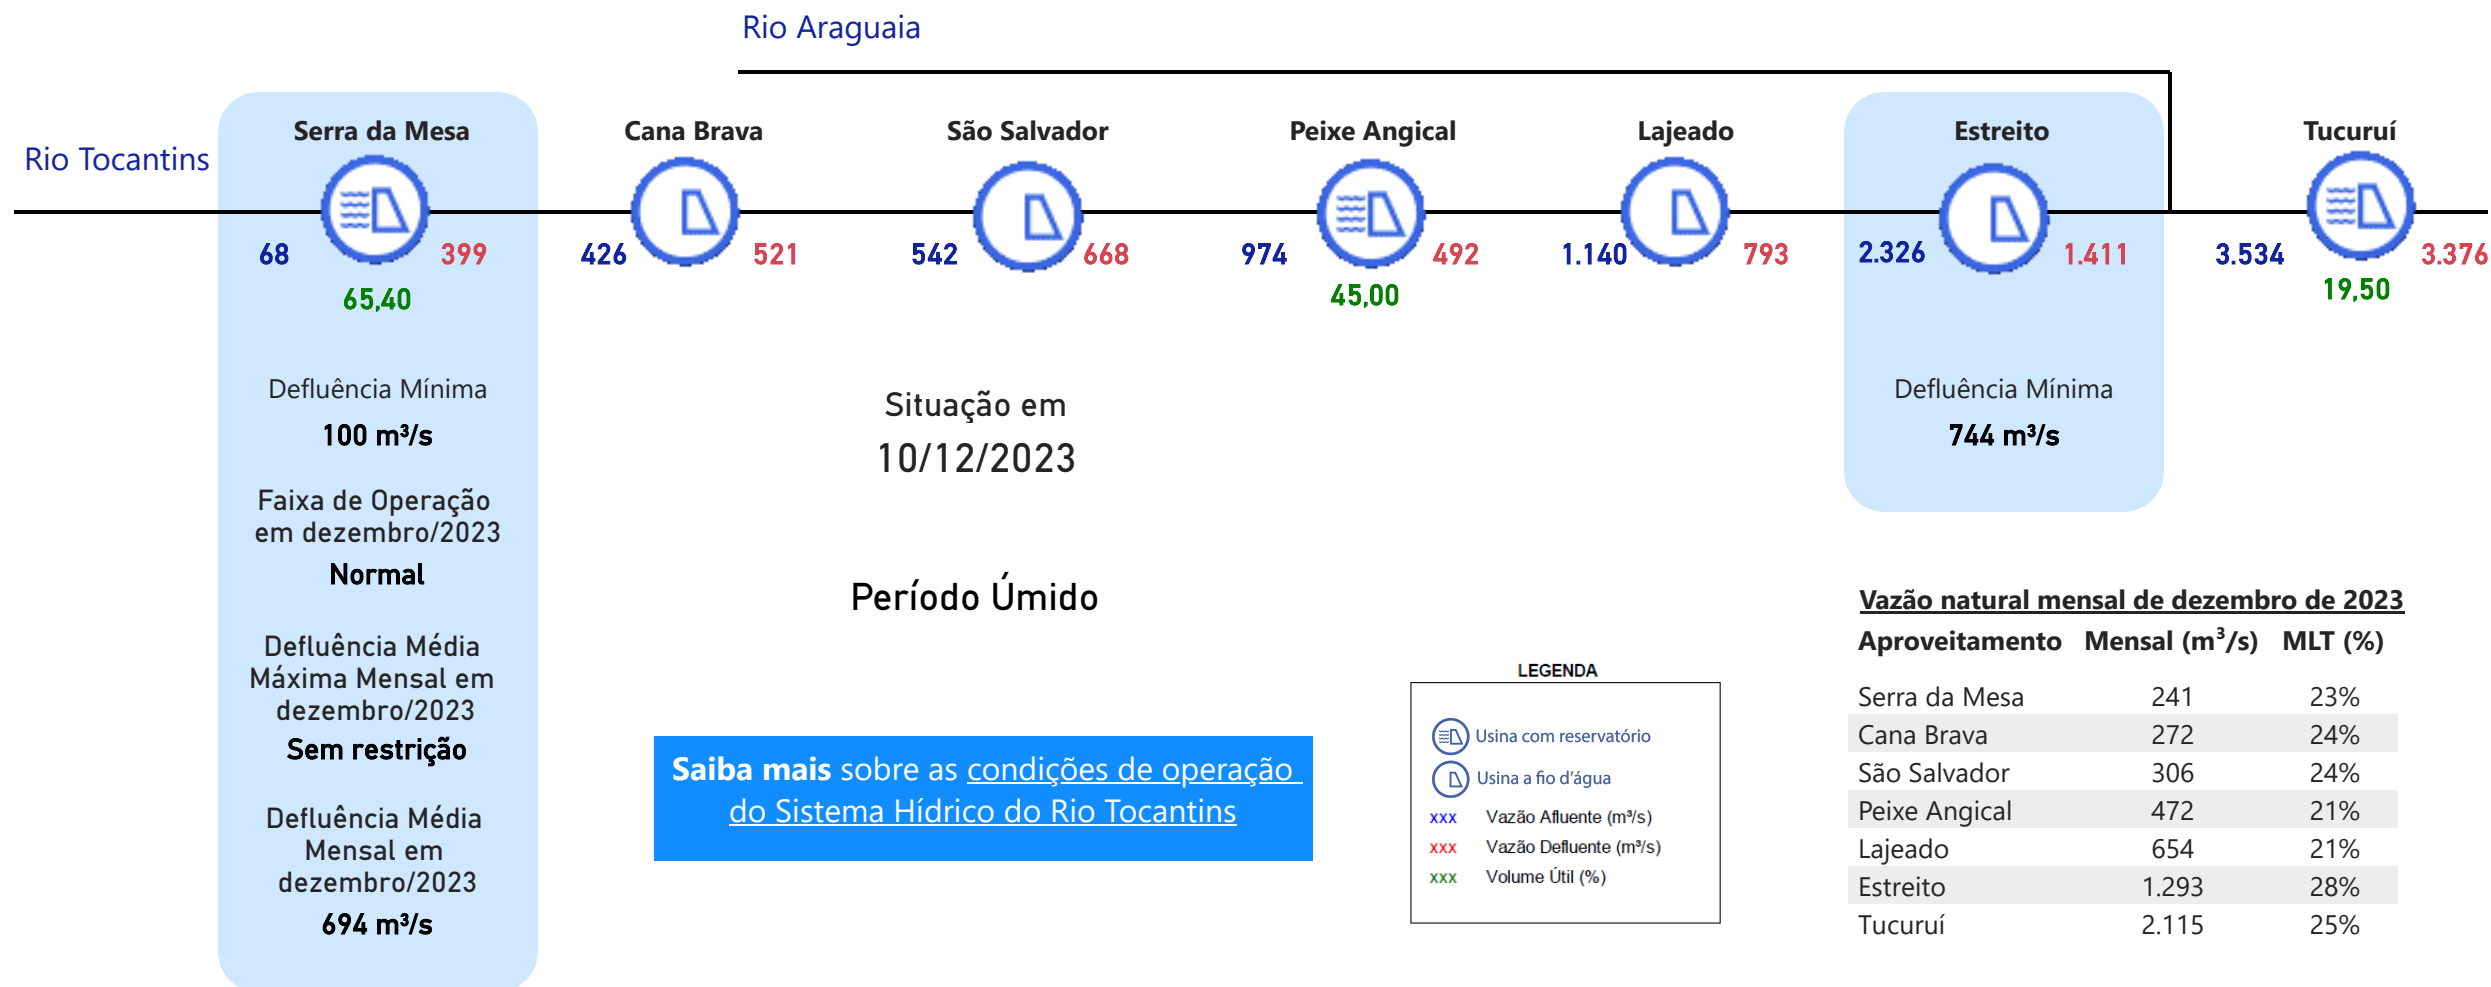 Rio Araguaia
Rio Tocantins
Serra da Mesa
Cana Brava
São Salvador
Peixe Angical
Lajeado
Estreito
Tucuruí
68
399
426
521
542
668
974
492
1.140
793
2.326
1.411
3.534
3.376
65,40
45,00
19,50
Defluência Mínima
100 m³/s
Faixa de Operação
em dezembro/2023
Normal
Defluência Média
Máxima Mensal em
dezembro/2023
Sem restrição
Defluência Média
Mensal em
dezembro/2023
694 m³/s
Situação em
10/12/2023
Período Úmido
Saiba mais sobre as condições de operação
do Sistema Hídrico do Rio Tocantins
Defluência Mínima
744 m³/s
LEGENDA
Usina com reservatório
Usina a fio d'água
xxx Vazão Afluente (m³/s)
xxx Vazão Defluente (m³/s)
xxx Volume Útil (%)
Vazão natural mensal de dezembro de 2023
Aproveitamento Mensal (m³/s) MLT (%)
Serra da Mesa 241 23%
Cana Brava 272 24%
São Salvador 306 24%
Peixe Angical 472 21%
Lajeado 654 21%
Estreito 1.293 28%
Tucuruí 2.115 25%